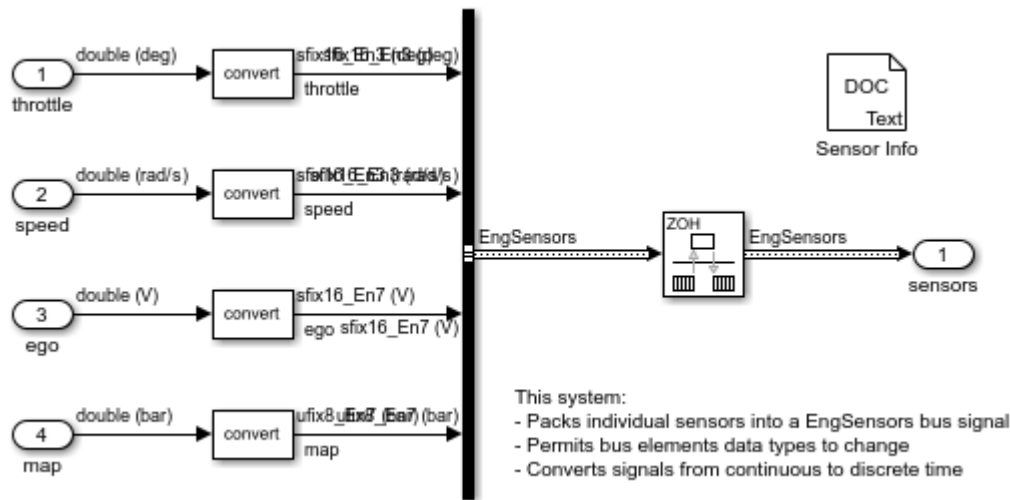 double (deg)
1
throttle
convert
throttle
double (rad/s)
2
speed
convert
speed
double (V)
3
ego
convert
sfix16_En7 (V)
ego sfix16_En7 (V)
double (bar)
4
map
convert
map
EngSensors
ZOH
EngSensors
1
sensors
DOC
Text
Sensor Info
This system:
- Packs individual sensors into a EngSensors bus signal
- Permits bus elements data types to change
- Converts signals from continuous to discrete time